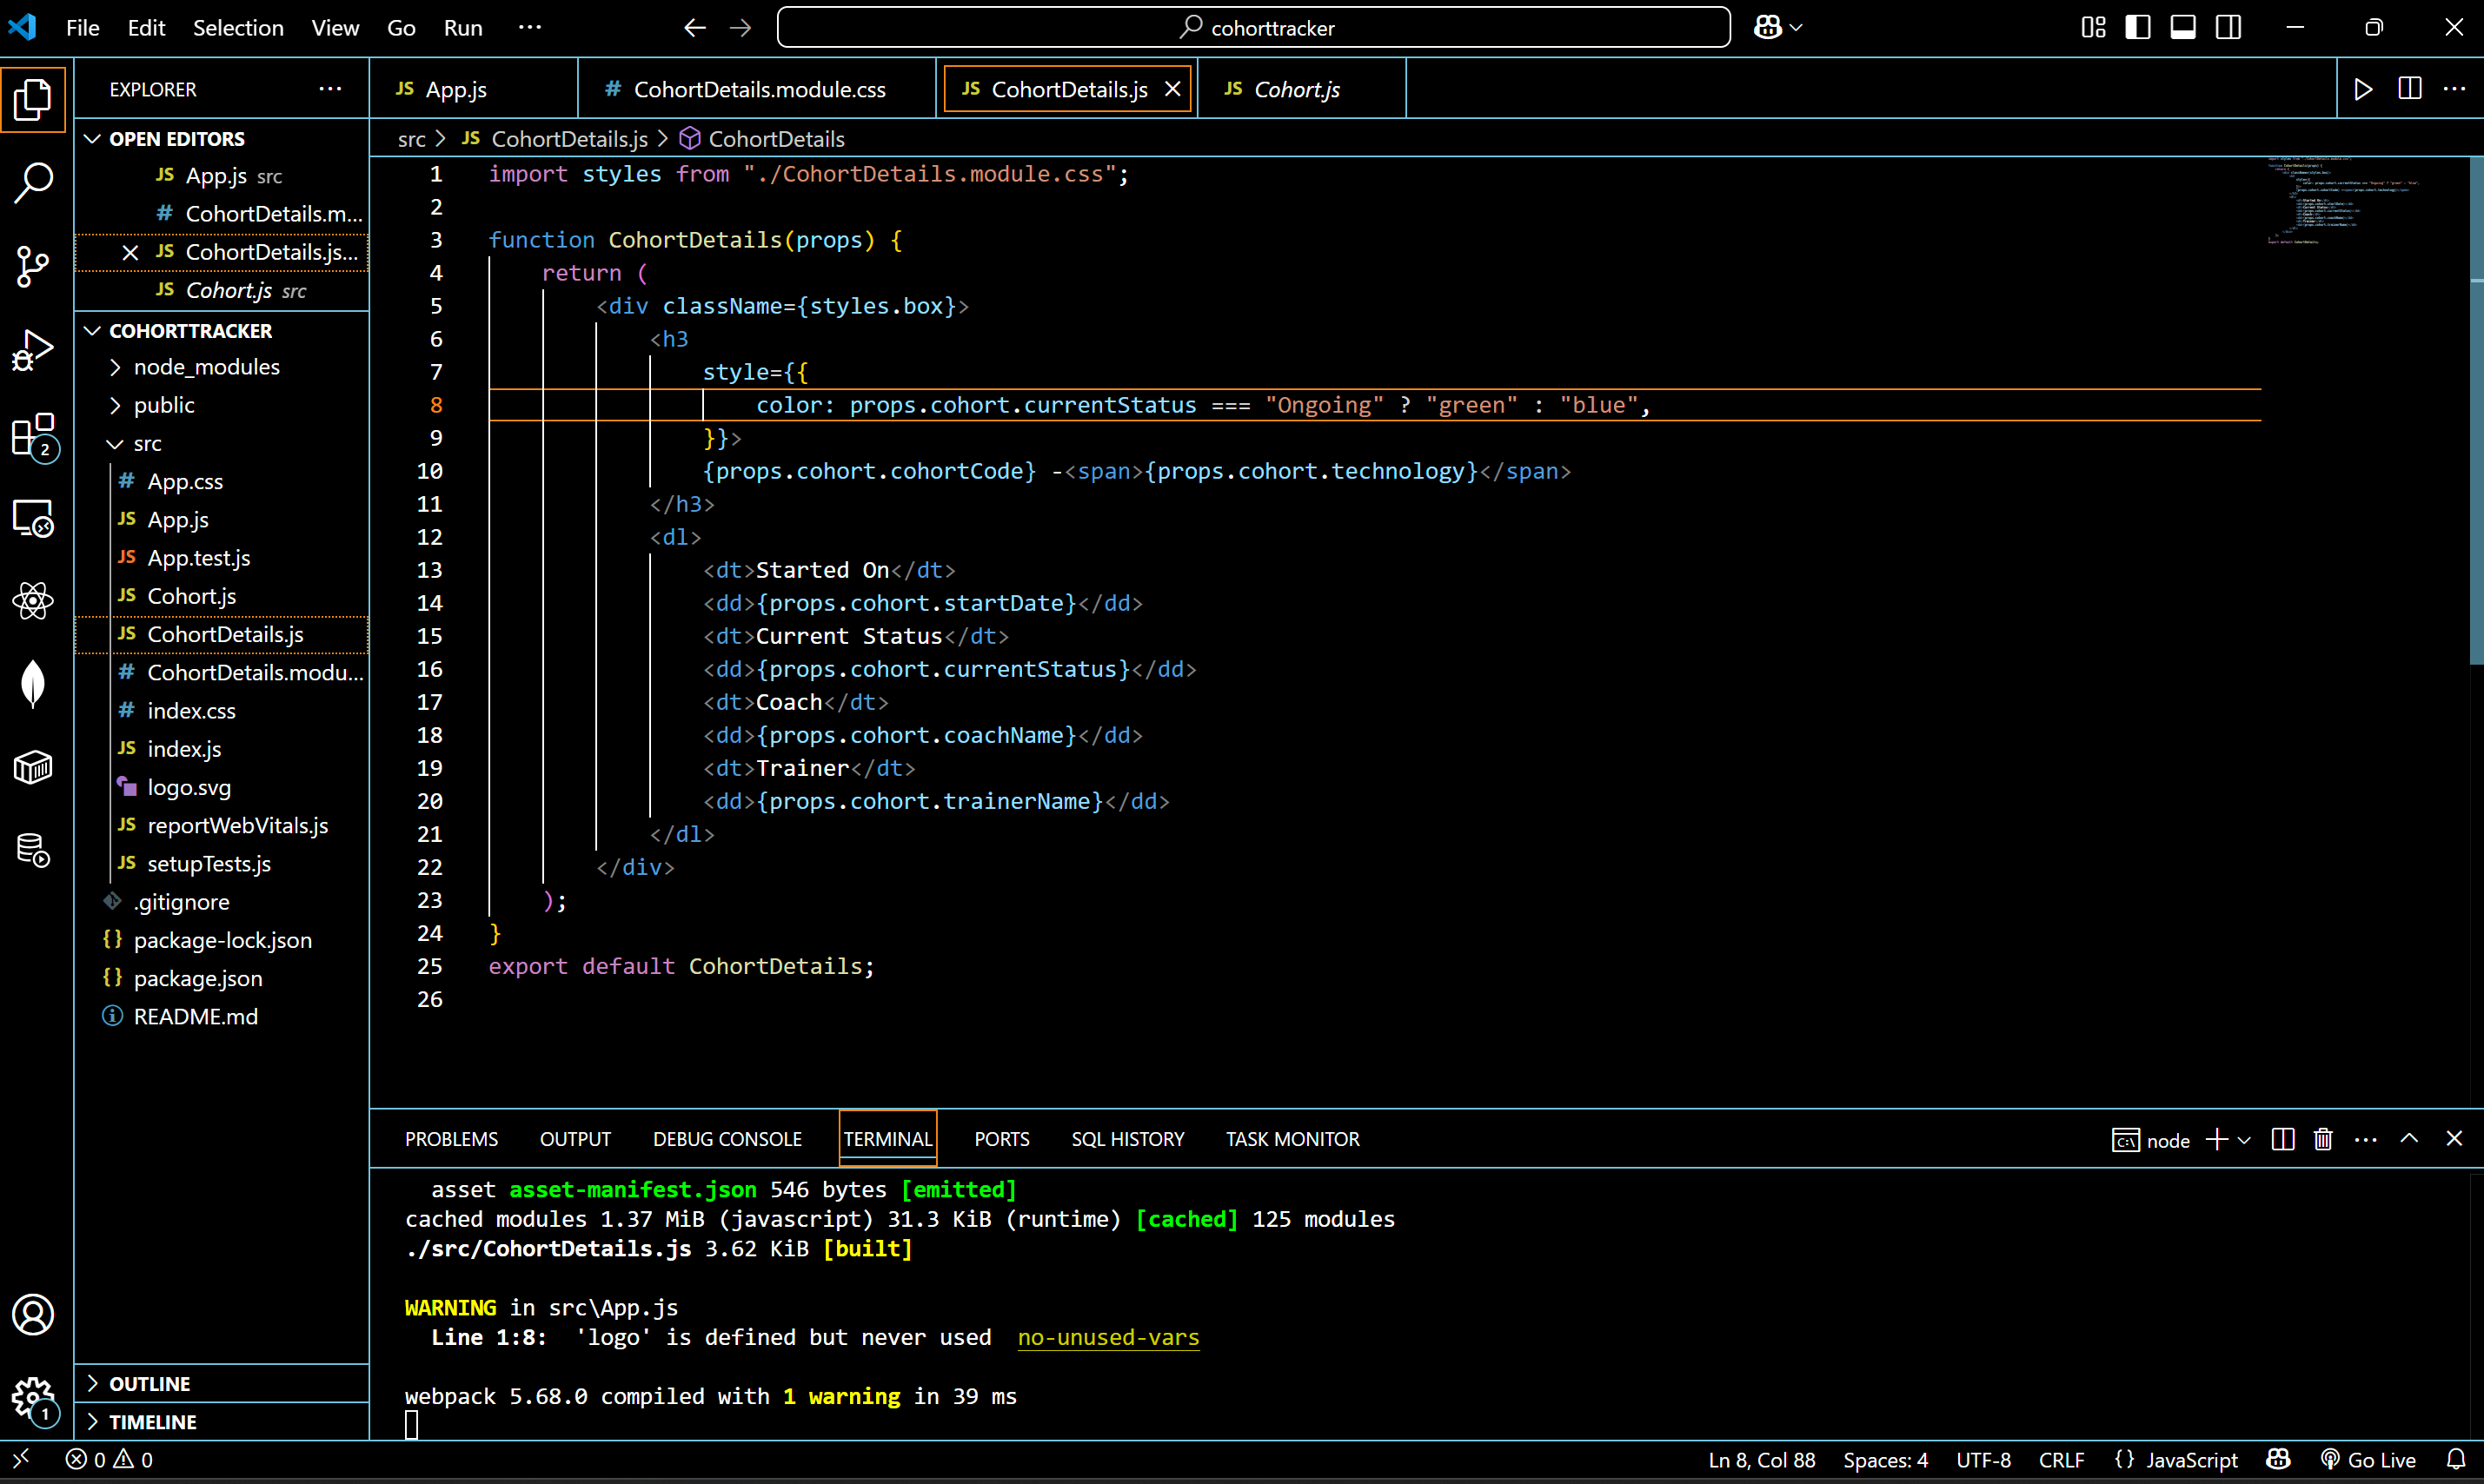 File Edit Selection View Go Run ··· cohorttracker
EXPLORER ···
OPEN EDITORS
JS App.js src
# CohortDetails.m...
JS CohortDetails.js...
JS Cohort.js src
COHORTTRACKER
node_modules
public
src
# App.css
JS App.js
JS App.test.js
JS Cohort.js
JS CohortDetails.js
# CohortDetails.modu...
# index.css
JS index.js
logo.svg
JS reportWebVitals.js
JS setupTests.js
.gitignore
{} package-lock.json
{} package.json
README.md
OUTLINE
TIMELINE
2
1
JS App.js # CohortDetails.module.css JS CohortDetails.js JS Cohort.js
src > JS CohortDetails.js > CohortDetails
1 import styles from "./CohortDetails.module.css";
2
3 function CohortDetails(props) {
4 return (
5 <div className={styles.box}>
6 <h3
7 style={{
8 color: props.cohort.currentStatus === "Ongoing" ? "green" : "blue",
9 }}>
10 {props.cohort.cohortCode} -<span>{props.cohort.technology}</span>
11 </h3>
12 <dl>
13 <dt>Started On</dt>
14 <dd>{props.cohort.startDate}</dd>
15 <dt>Current Status</dt>
16 <dd>{props.cohort.currentStatus}</dd>
17 <dt>Coach</dt>
18 <dd>{props.cohort.coachName}</dd>
19 <dt>Trainer</dt>
20 <dd>{props.cohort.trainerName}</dd>
21 </dl>
22 </div>
23 );
24 }
25 export default CohortDetails;
26
PROBLEMS OUTPUT DEBUG CONSOLE TERMINAL PORTS SQL HISTORY TASK MONITOR node
asset asset-manifest.json 546 bytes [emitted]
cached modules 1.37 MiB (javascript) 31.3 KiB (runtime) [cached] 125 modules
./src/CohortDetails.js 3.62 KiB [built]
WARNING in src\App.js
Line 1:8: 'logo' is defined but never used no-unused-vars
webpack 5.68.0 compiled with 1 warning in 39 ms
0 0 Ln 8, Col 88 Spaces: 4 UTF-8 CRLF {} JavaScript Go Live